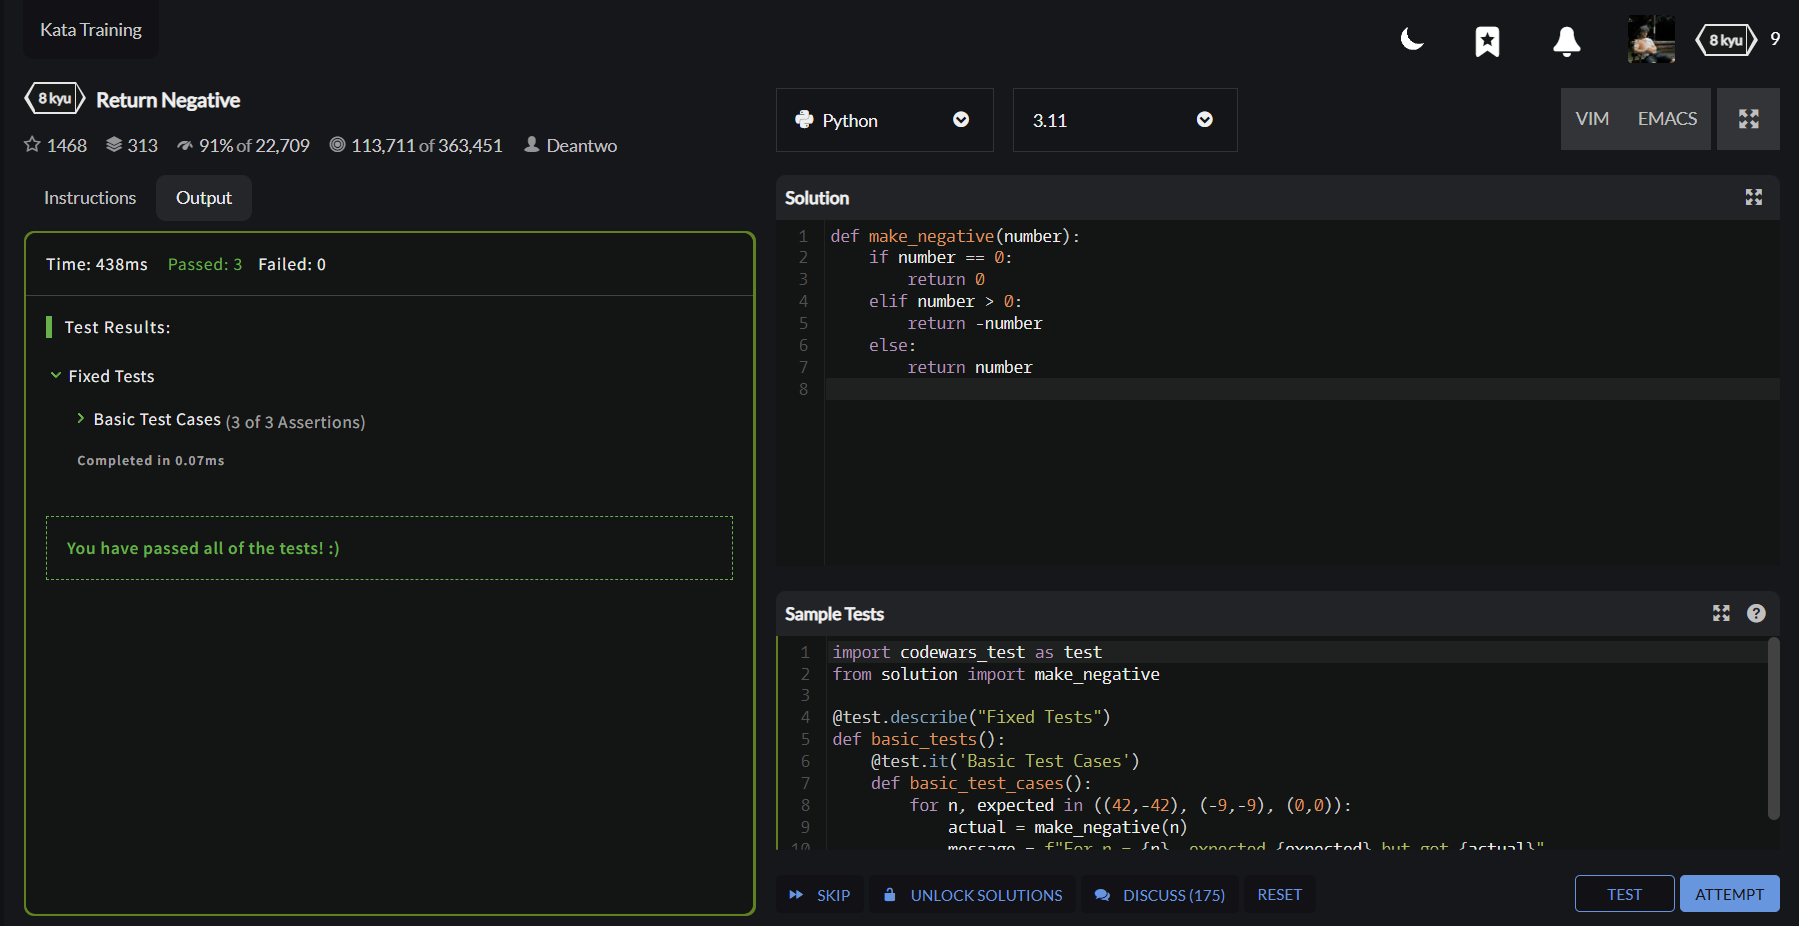 Kata Training
8 kyu
9
8 kyu Return Negative
1468 313 91% of 22,709 113,711 of 363,451 Deantwo
Python
3.11
VIM EMACS
Instructions Output
Time: 438ms Passed: 3 Failed: 0
Test Results:
Fixed Tests
Basic Test Cases (3 of 3 Assertions)
Completed in 0.07ms
You have passed all of the tests! :)
Solution
1 def make_negative(number):
2     if number == 0:
3         return 0
4     elif number > 0:
5         return -number
6     else:
7         return number
8
Sample Tests
?
1 import codewars_test as test
2 from solution import make_negative
3
4 @test.describe("Fixed Tests")
5 def basic_tests():
6     @test.it('Basic Test Cases')
7     def basic_test_cases():
8         for n, expected in ((42,-42), (-9,-9), (0,0)):
9             actual = make_negative(n)
10             message = f"For n = {n}, expected {expected} but got {actual}"
SKIP UNLOCK SOLUTIONS DISCUSS (175) RESET TEST ATTEMPT